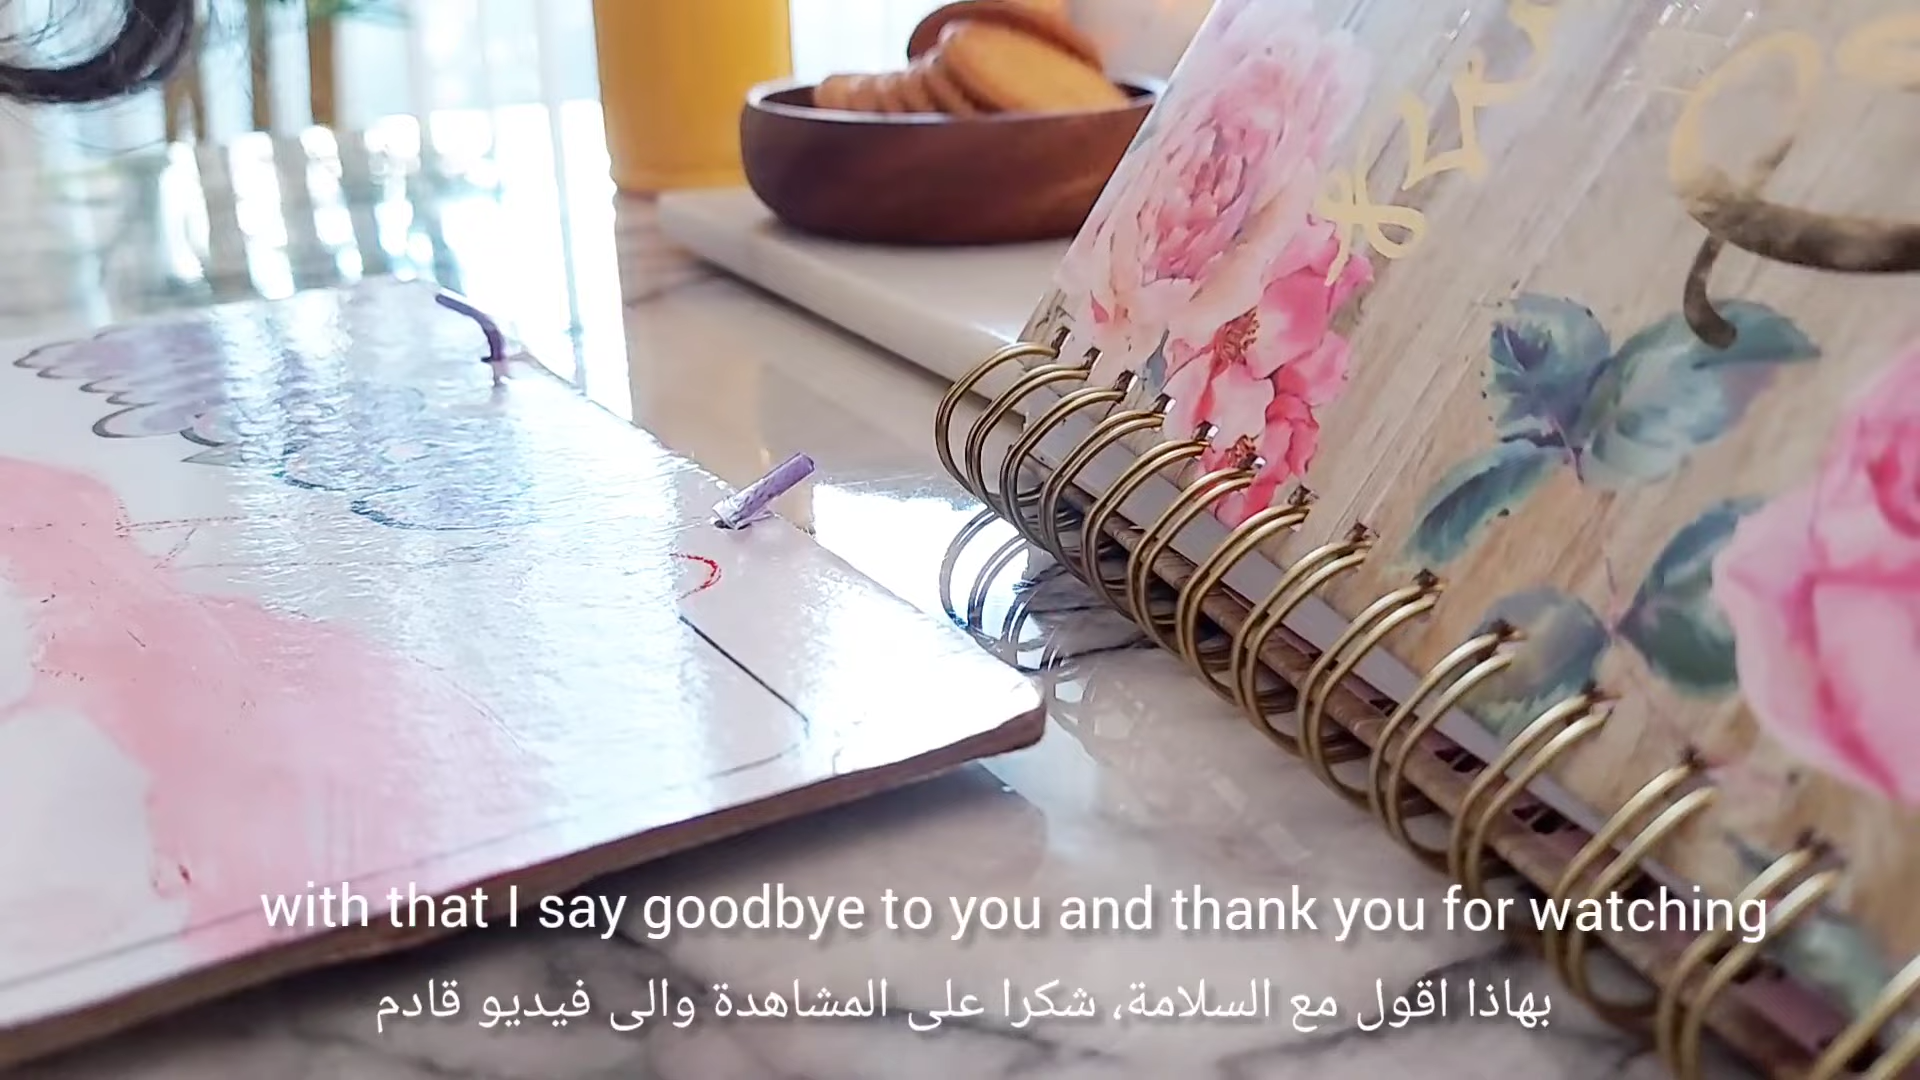 with that I say goodbye to you and thank you for watching
بهاذا اقول مع السلامة، شكرا على المشاهدة والى فيديو قادم